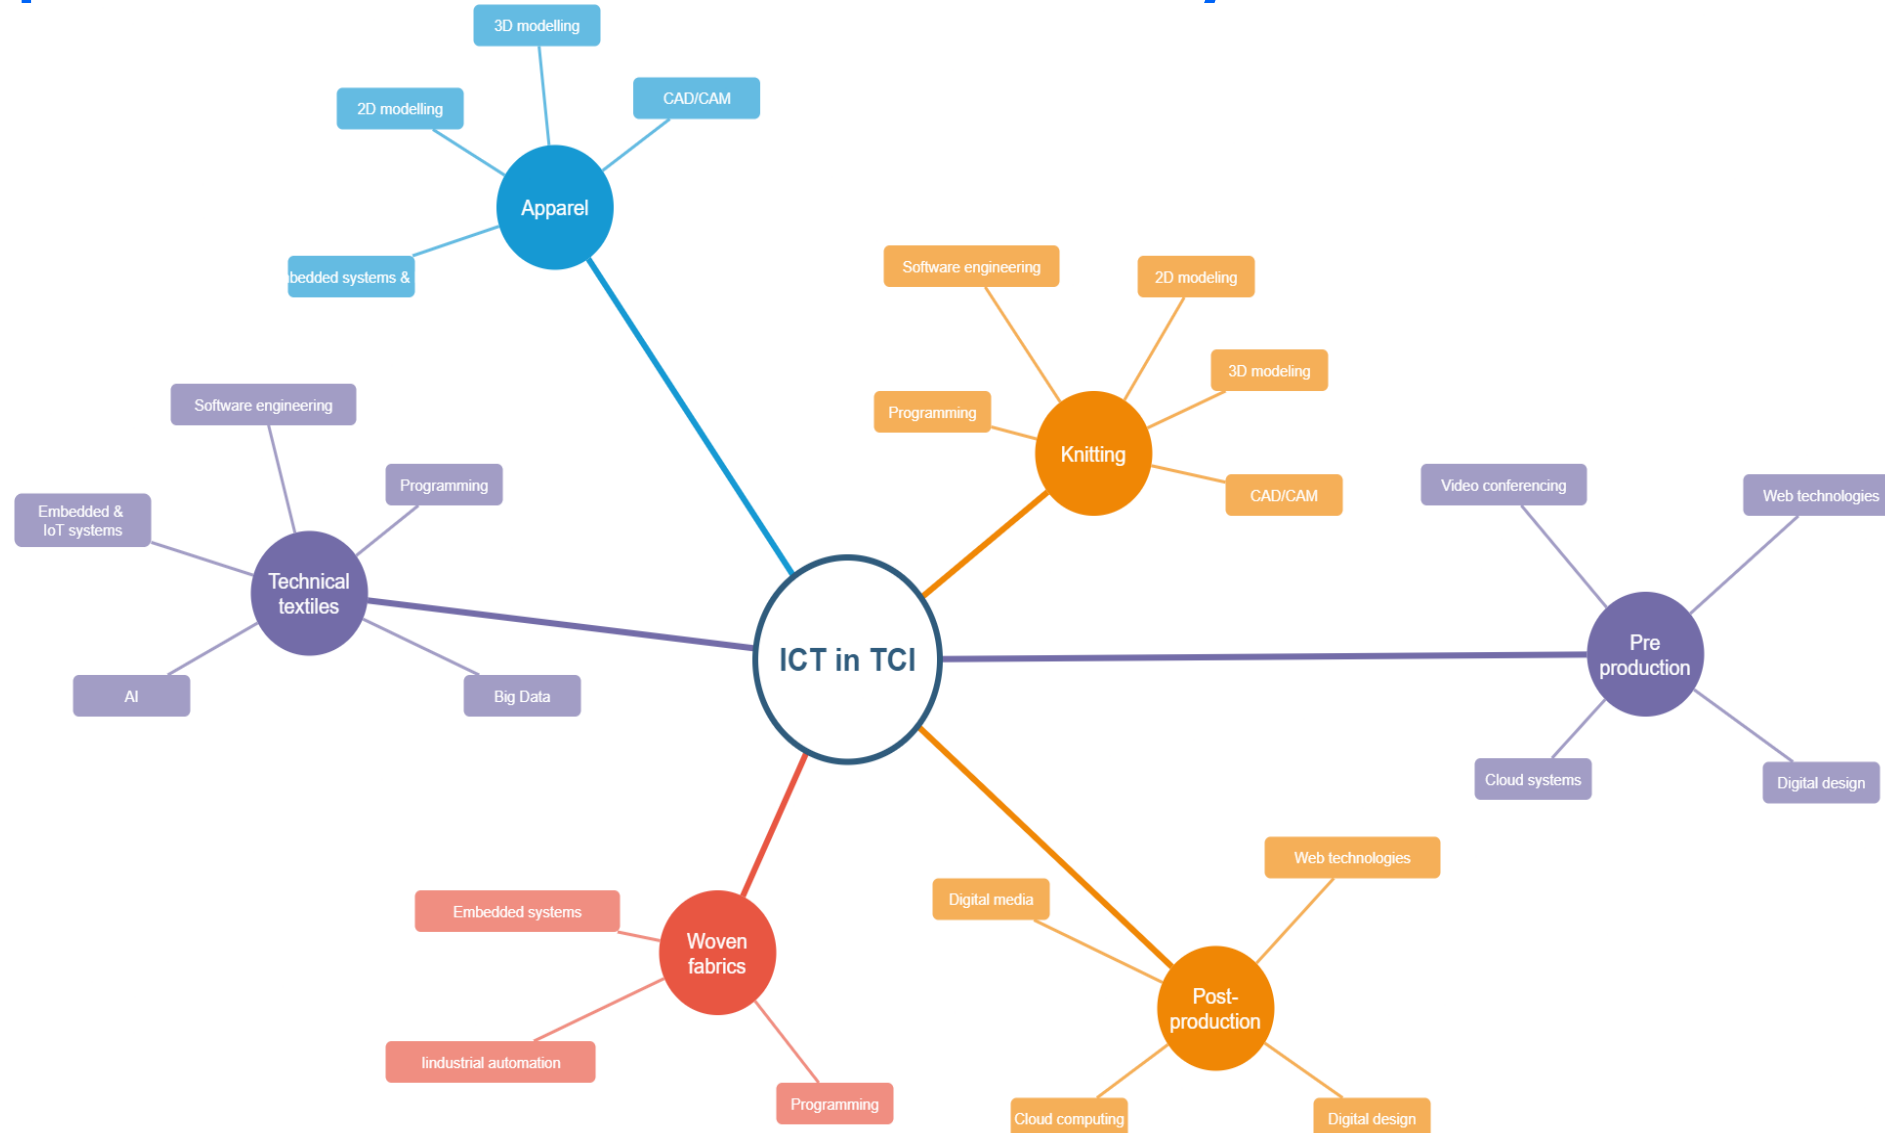 3D modelling
CAD/CAM
2D modelling
Apparel
bedded systems &
Software engineering
2D modeling
3D modeling
Programming
Knitting
CAD/CAM
Software engineering
Programming
Embedded &
IoT systems
Technical
textiles
AI
Big Data
ICT in TCI
Video conferencing
Web technologies
Pre
production
Cloud systems
Digital design
Embedded systems
Woven
fabrics
Iindustrial automation
Programming
Web technologies
Digital media
Post-
production
Cloud computing
Digital design